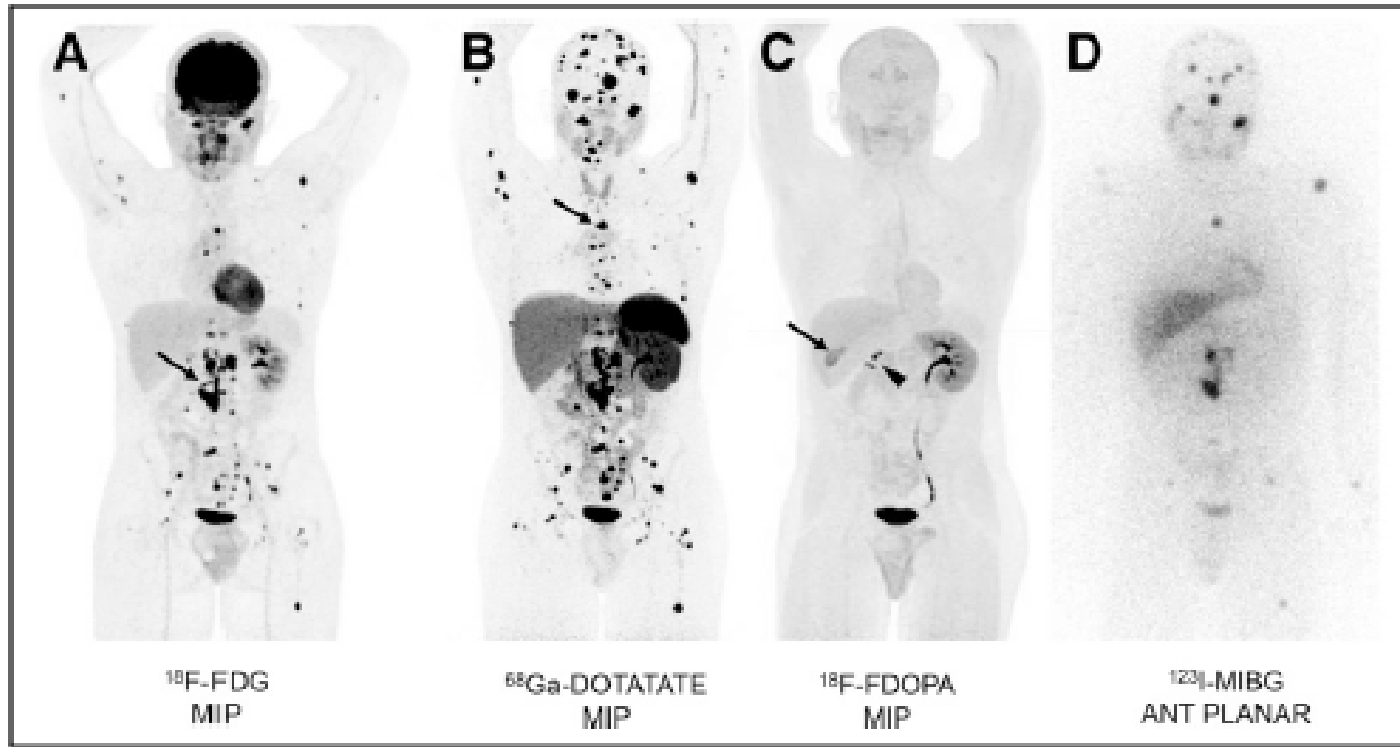 A B C D
¹⁸F-FDG
MIP
⁶⁸Ga-DOTATATE
MIP
¹⁸F-FDOPA
MIP
¹²³I-MIBG
ANT PLANAR